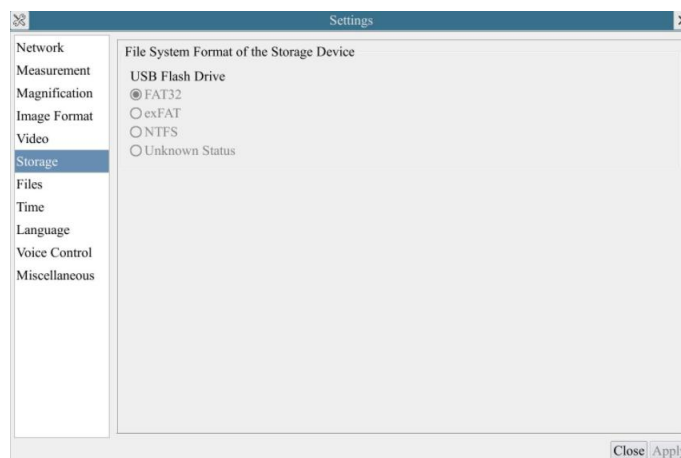 Settings
Network
Measurement
Magnification
Image Format
Video
Storage
Files
Time
Language
Voice Control
Miscellaneous
File System Format of the Storage Device
USB Flash Drive
FAT32
exFAT
NTFS
Unknown Status
Close Apply